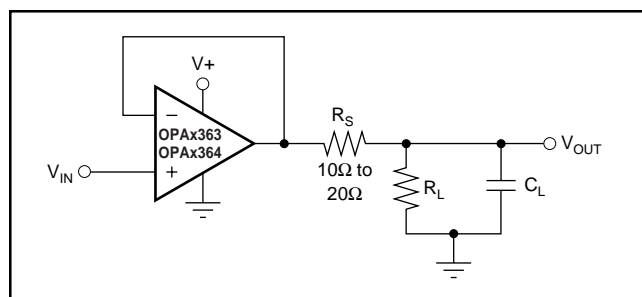 V+
−
OPAx363
OPAx364
+
V_IN
R_S
10Ω to
20Ω
R_L
C_L
V_OUT